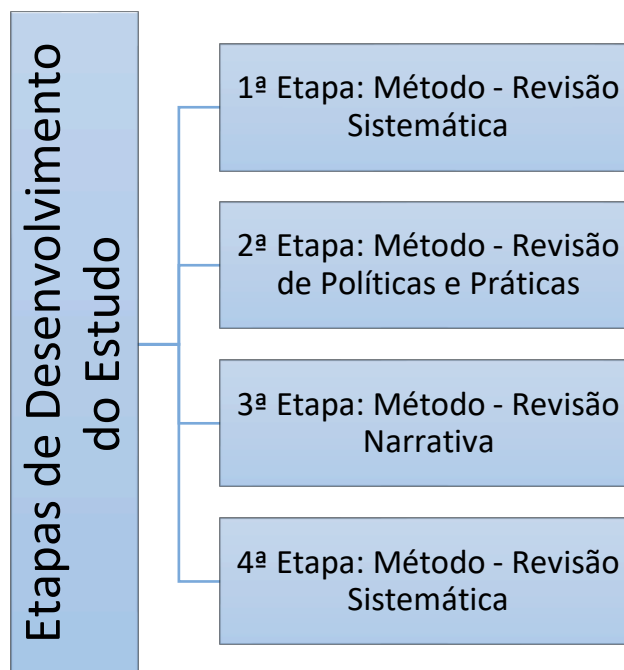 Etapas de Desenvolvimento
do Estudo
1ª Etapa: Método - Revisão
Sistemática
2ª Etapa: Método - Revisão
de Políticas e Práticas
3ª Etapa: Método - Revisão
Narrativa
4ª Etapa: Método - Revisão
Sistemática